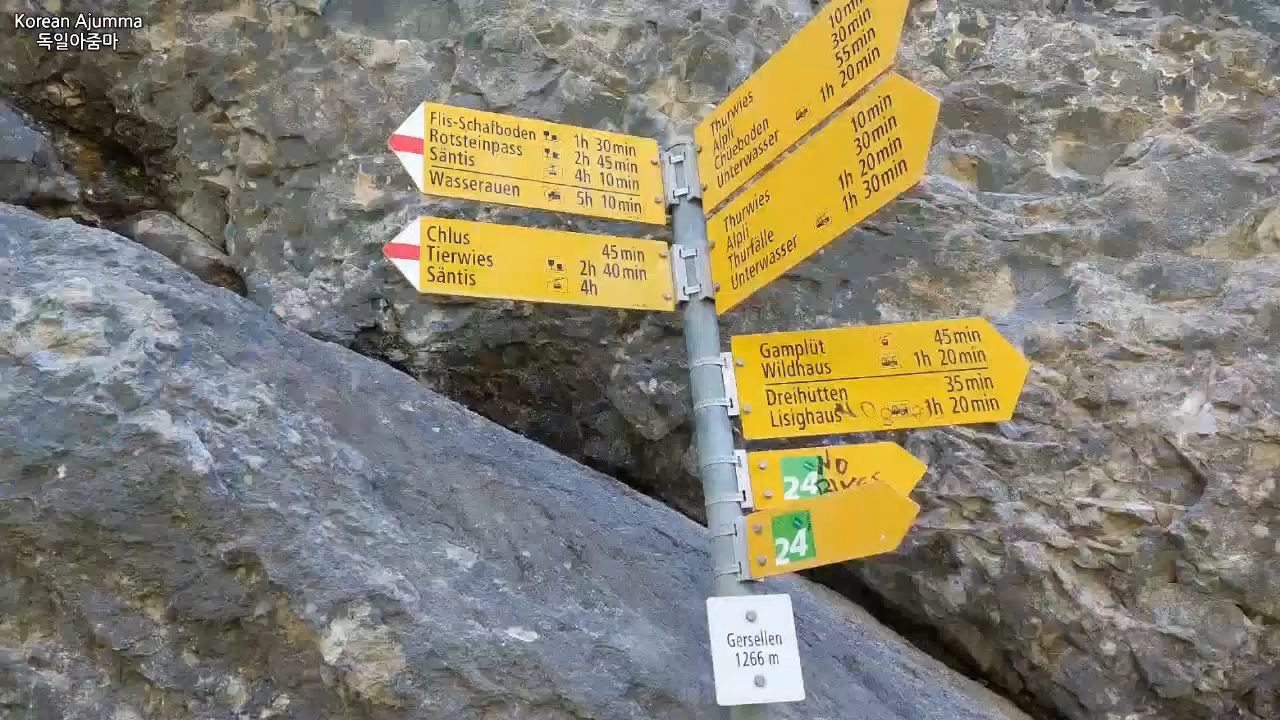 Korean Ajumma
독일아줌마
Flis-Schafboden 1h 30min
Rotsteinpass 2h 45min
Säntis 4h 10min
Wasserauen 5h 10min
Chlus 45min
Tierwies 2h 40min
Säntis 4h
Thurwies 10min
Alpli 30min
Chüeboden 55min
Unterwasser 1h 20min
Thurwies 10min
Alpli 30min
Thurfälle 1h 20min
Unterwasser 1h 30min
Gamplüt 45min
Wildhaus 1h 20min
Dreihütten 35min
Lisighaus 1h 20min
NO
24
24
Gersellen
1266 m